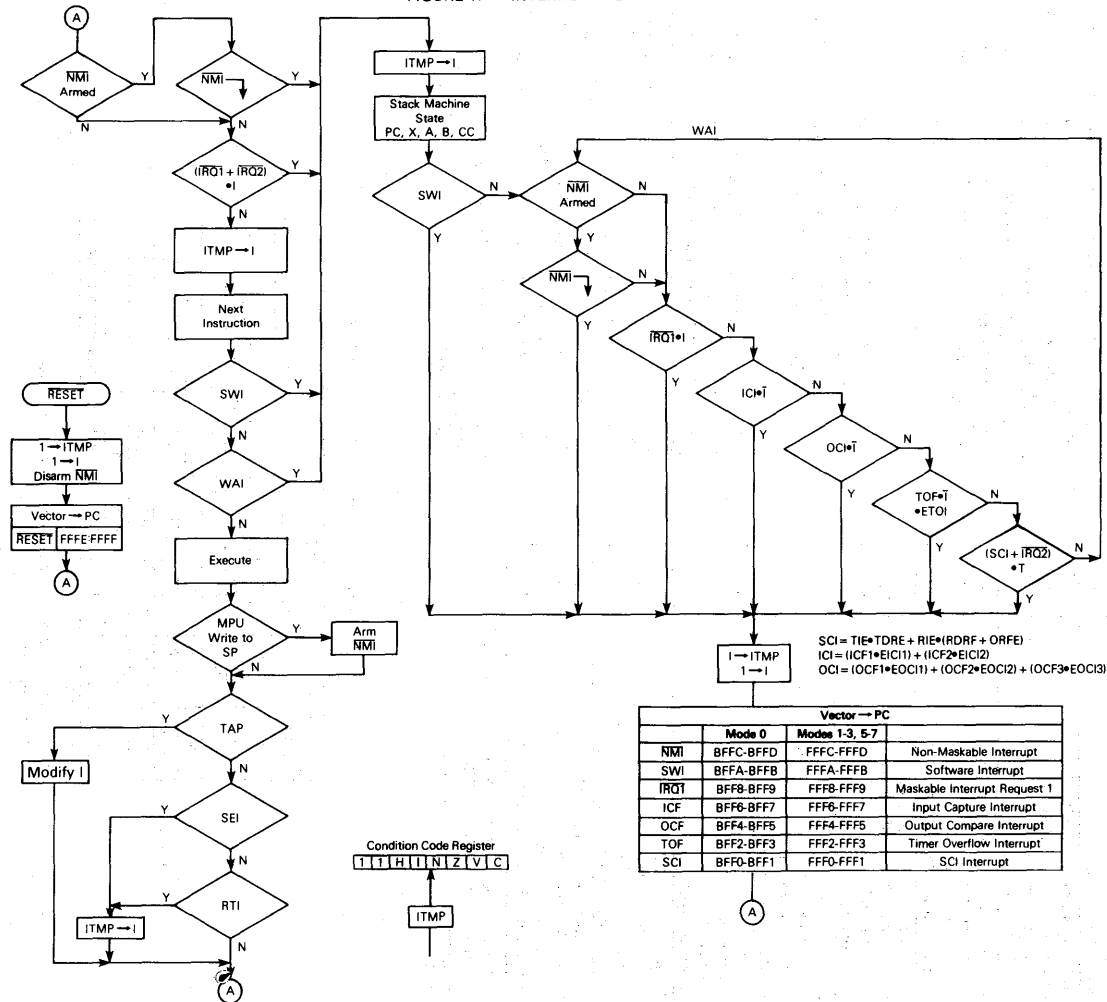 A
NMI
Armed
Y
N
NMI
Y
N
(IRQ1 + IRQ2)
•I
Y
N
ITMP → I
Next
Instruction
SWI
Y
N
WAI
Y
N
Execute
MPU
Write to
SP
Y
N
Arm
NMI
TAP
Y
N
Modify I
SEI
Y
N
RTI
Y
N
ITMP → I
A
RESET
1 → ITMP
1 → I
Disarm NMI
Vector → PC
RESET FFFE:FFFF
A
ITMP → I
Stack Machine
State
PC, X, A, B, CC
SWI
N
Y
WAI
NMI
Armed
N
Y
NMI
N
Y
IRQ1•I
N
Y
ICI•I
N
Y
OCI•I
N
Y
TOF•I
•ETOI
N
Y
(SCI + IRQ2)
•T
N
Y
I → ITMP
1 → I
SCI = TIE•TDRE + RIE•(RDRF + ORFE)
ICI = (ICF1•EICI1) + (ICF2•EICI2)
OCI = (OCF1•EOCI1) + (OCF2•EOCI2) + (OCF3•EOCI3)
Vector → PC
Mode 0 Modes 1-3, 5-7
NMI BFFC-BFFD FFFC-FFFD Non-Maskable Interrupt
SWI BFFA-BFFB FFFA-FFFB Software Interrupt
IRQ1 BFF8-BFF9 FFF8-FFF9 Maskable Interrupt Request 1
ICF BFF6-BFF7 FFF6-FFF7 Input Capture Interrupt
OCF BFF4-BFF5 FFF4-FFF5 Output Compare Interrupt
TOF BFF2-BFF3 FFF2-FFF3 Timer Overflow Interrupt
SCI BFF0-BFF1 FFF0-FFF1 SCI Interrupt
A
Condition Code Register
1 1 H I N Z V C
ITMP